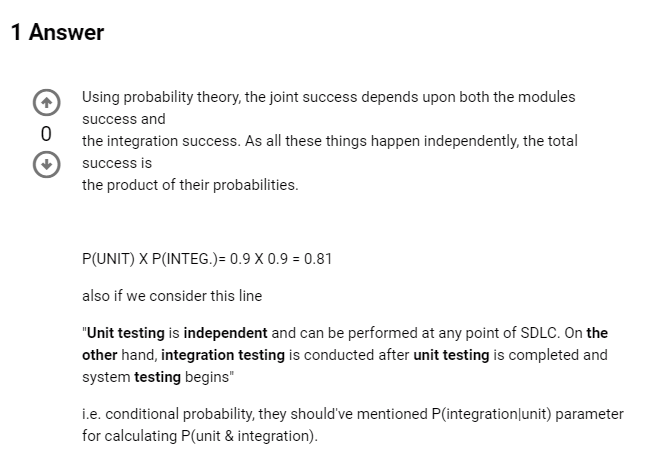 1 Answer
Using probability theory, the joint success depends upon both the modules
success and
0
the integration success. As all these things happen independently, the total
success is
the product of their probabilities.
P(UNIT) X P(INTEG.)= 0.9 X 0.9 = 0.81
also if we consider this line
"Unit testing is independent and can be performed at any point of SDLC. On the
other hand, integration testing is conducted after unit testing is completed and
system testing begins"
i.e. conditional probability, they should've mentioned P(integration|unit) parameter
for calculating P(unit & integration).